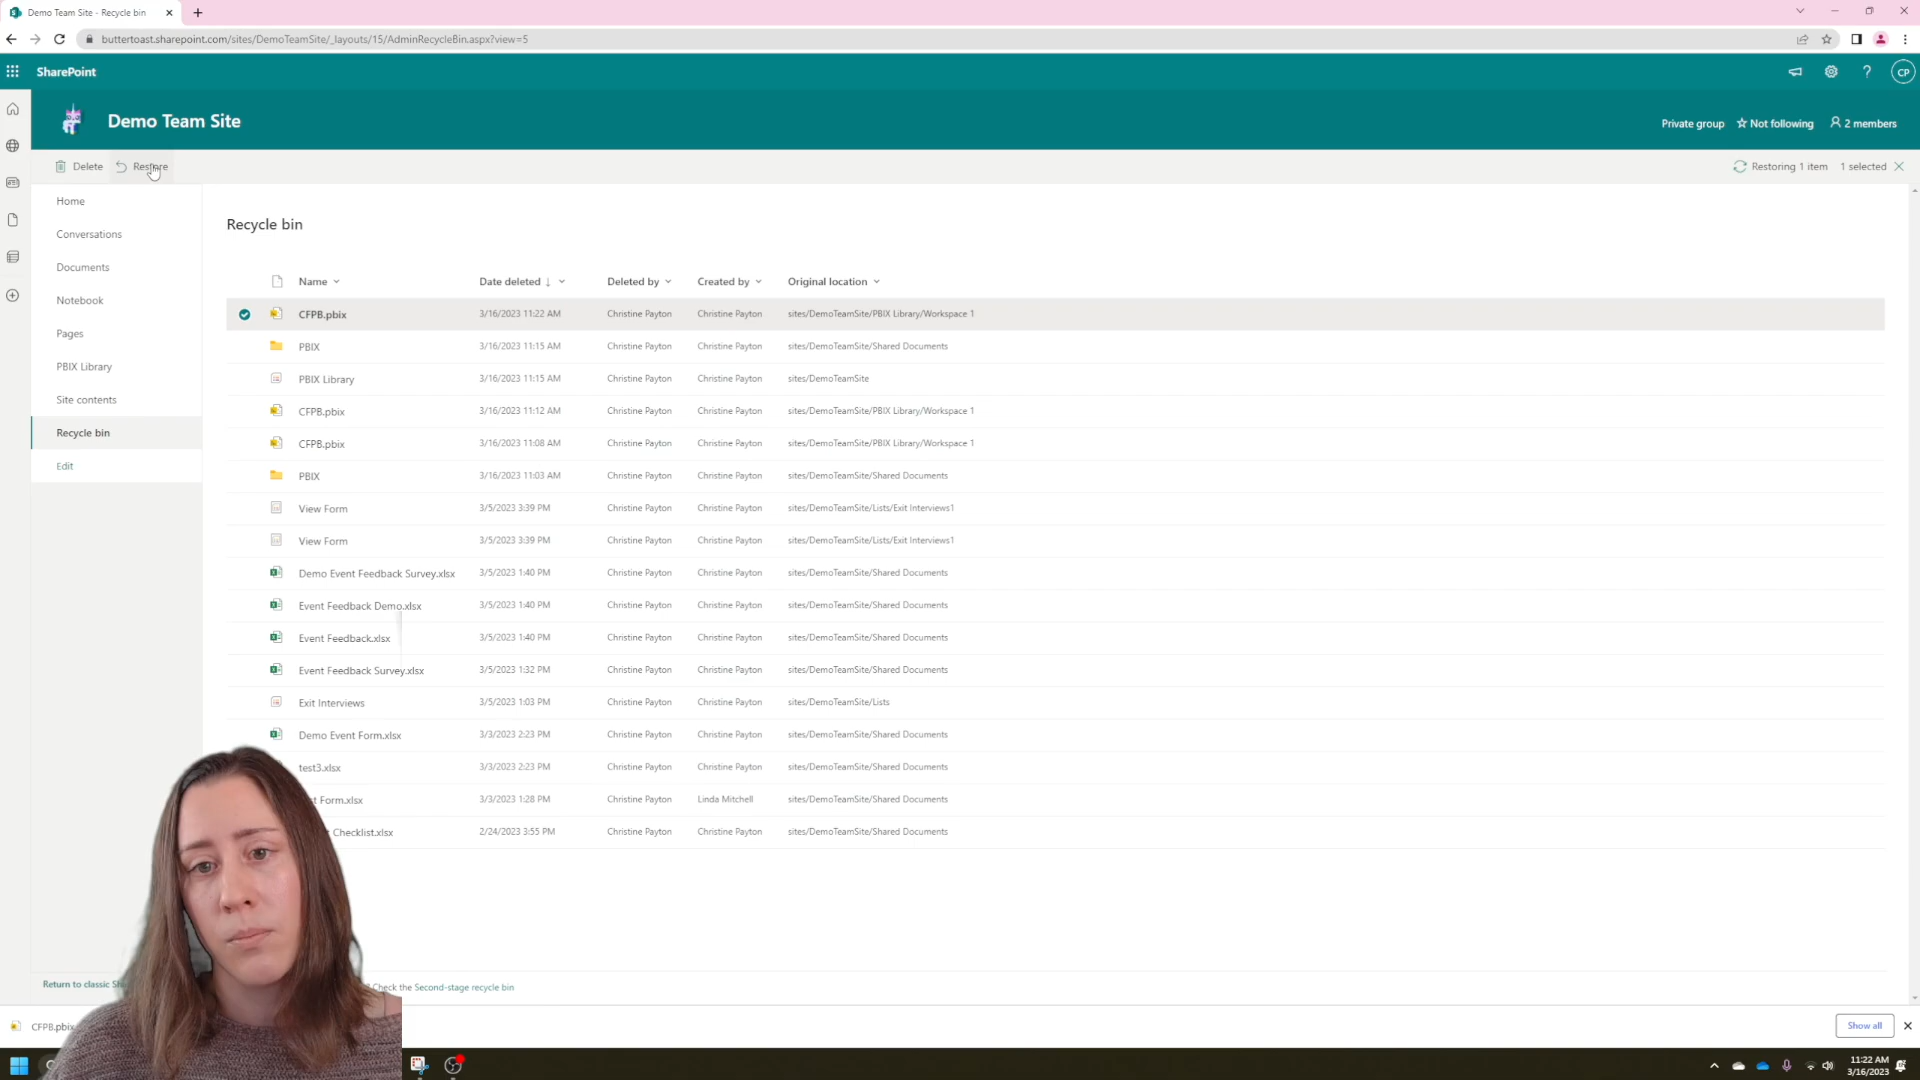 Demo Team Site - Recycle bin
buttertoast.sharepoint.com/sites/DemoTeamSite/_layouts/15/AdminRecycleBin.aspx?view=5
SharePoint
? CP
Demo Team Site
Private group Not following 2 members
Delete Restore Restoring 1 item 1 selected
Home
Conversations
Documents
Notebook
Pages
PBIX Library
Site contents
Recycle bin
Edit
Recycle bin
Name Date deleted ↓ Deleted by Created by Original location
CFPB.pbix 3/16/2023 11:22 AM Christine Payton Christine Payton sites/DemoTeamSite/PBIX Library/Workspace 1
PBIX 3/16/2023 11:15 AM Christine Payton Christine Payton sites/DemoTeamSite/Shared Documents
PBIX Library 3/16/2023 11:15 AM Christine Payton Christine Payton sites/DemoTeamSite
CFPB.pbix 3/16/2023 11:12 AM Christine Payton Christine Payton sites/DemoTeamSite/PBIX Library/Workspace 1
CFPB.pbix 3/16/2023 11:08 AM Christine Payton Christine Payton sites/DemoTeamSite/PBIX Library/Workspace 1
PBIX 3/16/2023 11:03 AM Christine Payton Christine Payton sites/DemoTeamSite/Shared Documents
View Form 3/5/2023 3:39 PM Christine Payton Christine Payton sites/DemoTeamSite/Lists/Exit Interviews1
View Form 3/5/2023 3:39 PM Christine Payton Christine Payton sites/DemoTeamSite/Lists/Exit Interviews1
Demo Event Feedback Survey.xlsx 3/5/2023 1:40 PM Christine Payton Christine Payton sites/DemoTeamSite/Shared Documents
Event Feedback Demo.xlsx 3/5/2023 1:40 PM Christine Payton Christine Payton sites/DemoTeamSite/Shared Documents
Event Feedback.xlsx 3/5/2023 1:40 PM Christine Payton Christine Payton sites/DemoTeamSite/Shared Documents
Event Feedback Survey.xlsx 3/5/2023 1:32 PM Christine Payton Christine Payton sites/DemoTeamSite/Shared Documents
Exit Interviews 3/5/2023 1:03 PM Christine Payton Christine Payton sites/DemoTeamSite/Lists
Demo Event Form.xlsx 3/3/2023 2:23 PM Christine Payton Christine Payton sites/DemoTeamSite/Shared Documents
test3.xlsx 3/3/2023 2:23 PM Christine Payton Christine Payton sites/DemoTeamSite/Shared Documents
Form.xlsx 3/3/2023 1:28 PM Christine Payton Linda Mitchell sites/DemoTeamSite/Shared Documents
Checklist.xlsx 2/24/2023 3:55 PM Christine Payton Christine Payton sites/DemoTeamSite/Shared Documents
Return to classic Check the Second-stage recycle bin
CFPB.pbix Show all
11:22 AM
3/16/2023